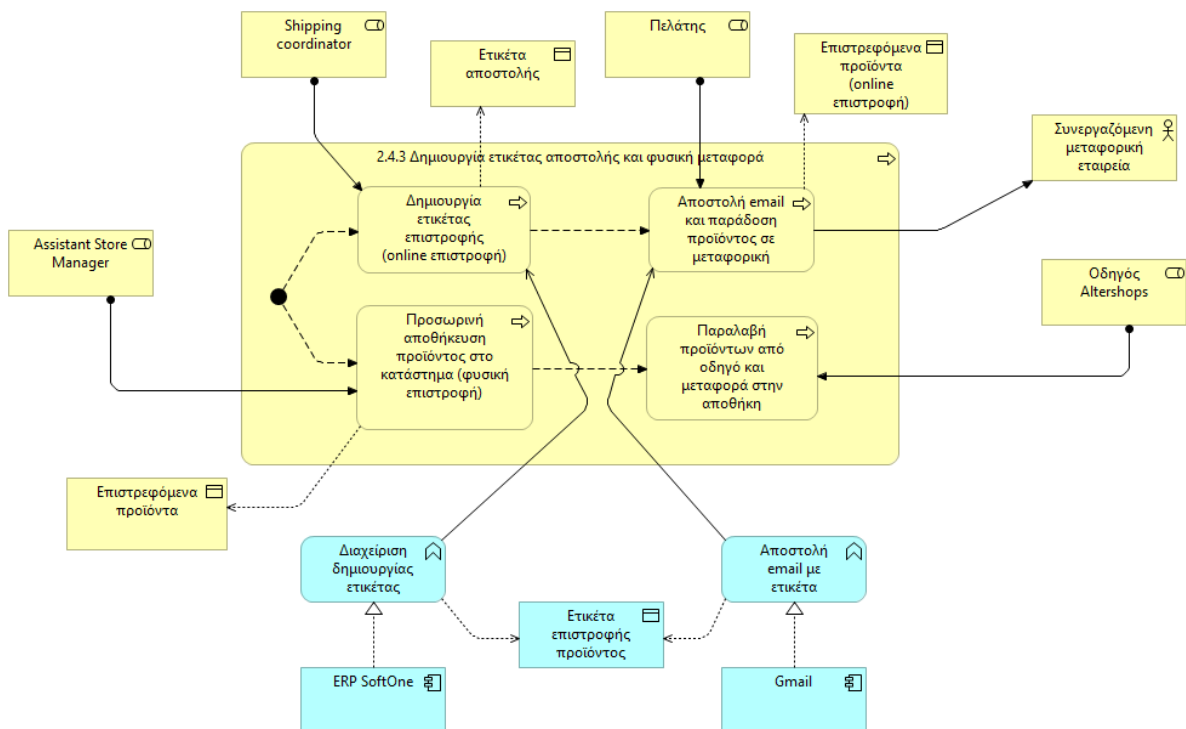 Shipping
coordinator
Ετικέτα
αποστολής
Πελάτης
Επιστρεφόμενα
προϊόντα
(online
επιστροφή)
Συνεργαζόμενη
μεταφορική
εταιρεία
2.4.3 Δημιουργία ετικέτας αποστολής και φυσική μεταφορά
Δημιουργία
ετικέτας
επιστροφής
(online επιστροφή)
Αποστολή email
και παράδοση
προϊόντος σε
μεταφορική
Assistant Store
Manager
Οδηγός
Altershops
Προσωρινή
αποθήκευση
προϊόντος στο
κατάστημα (φυσική
επιστροφή)
Παραλαβή
προϊόντων από
οδηγό και
μεταφορά στην
αποθήκη
Επιστρεφόμενα
προϊόντα
Διαχείριση
δημιουργίας
ετικέτας
Αποστολή
email με
ετικέτα
Ετικέτα
επιστροφής
προϊόντος
ERP SoftOne
Gmail